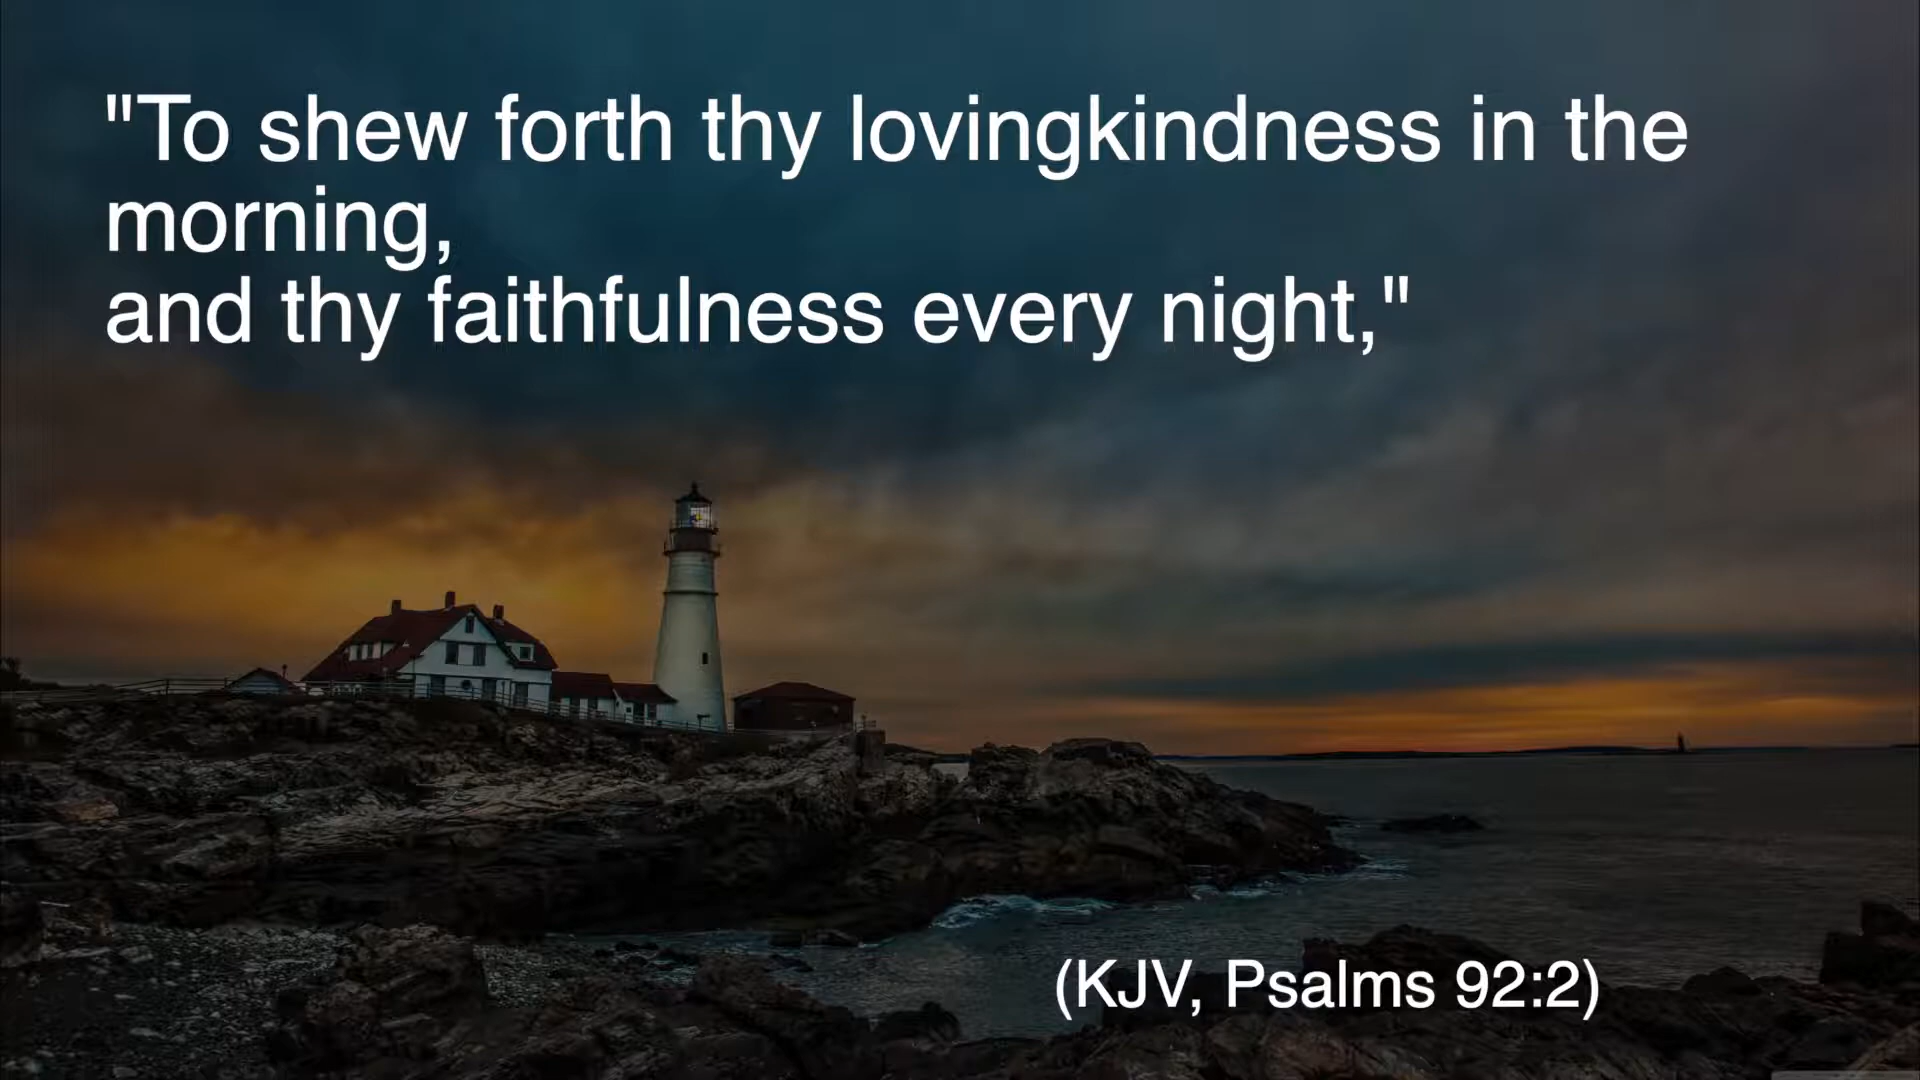 "To shew forth thy lovingkindness in the
morning,
and thy faithfulness every night,"
(KJV, Psalms 92:2)